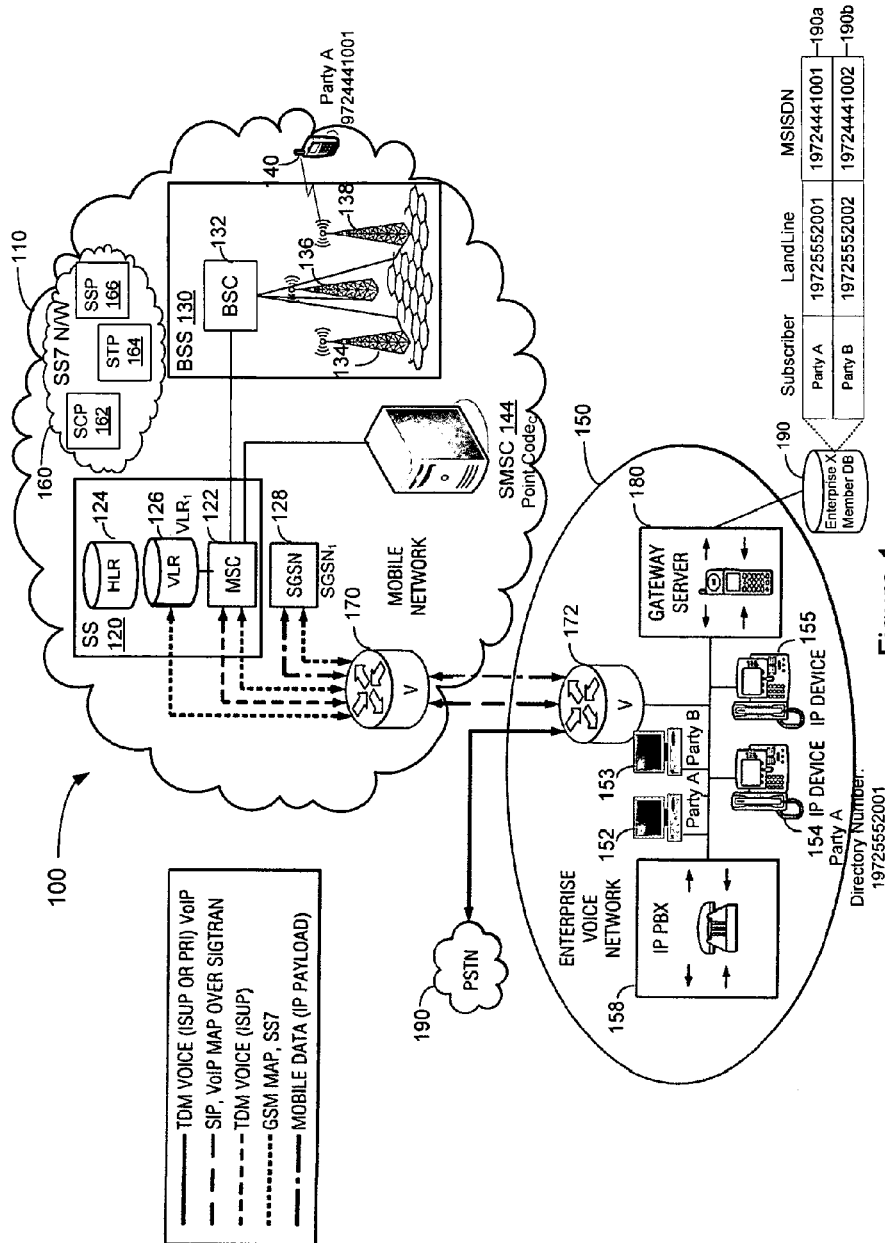 100
TDM VOICE (ISUP OR PRI) VoIP
SIP, VoIP MAP OVER SIGTRAN
TDM VOICE (ISUP)
GSM MAP, SS7
MOBILE DATA (IP PAYLOAD)
110
160
SS7 N/W
SCP
162
STP
164
SSP
166
SS
120
HLR
124
VLR
126
VLR1
MSC
122
SGSN
128
SGSN1
BSS 130
BSC
132
134
136
138
140
Party A
19724441001
SMSC 144
Point CodeC
MOBILE
NETWORK
170
V
190
PSTN
150
172
V
ENTERPRISE
VOICE
NETWORK
IP PBX
158
152
Party A
153
Party B
154 IP DEVICE
Party A
Directory Number:
19725552001
155
IP DEVICE
180
GATEWAY
SERVER
190
Enterprise X
Member DB
Subscriber LandLine MSISDN
Party A 19725552001 19724441001 190a
Party B 19725552002 19724441002 190b